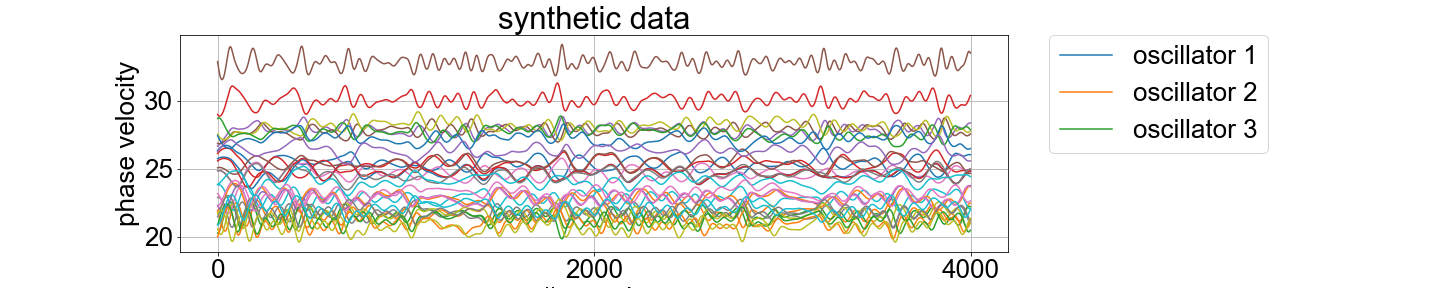 synthetic data
phase velocity
30
25
20
0
2000
4000
oscillator 1
oscillator 2
oscillator 3